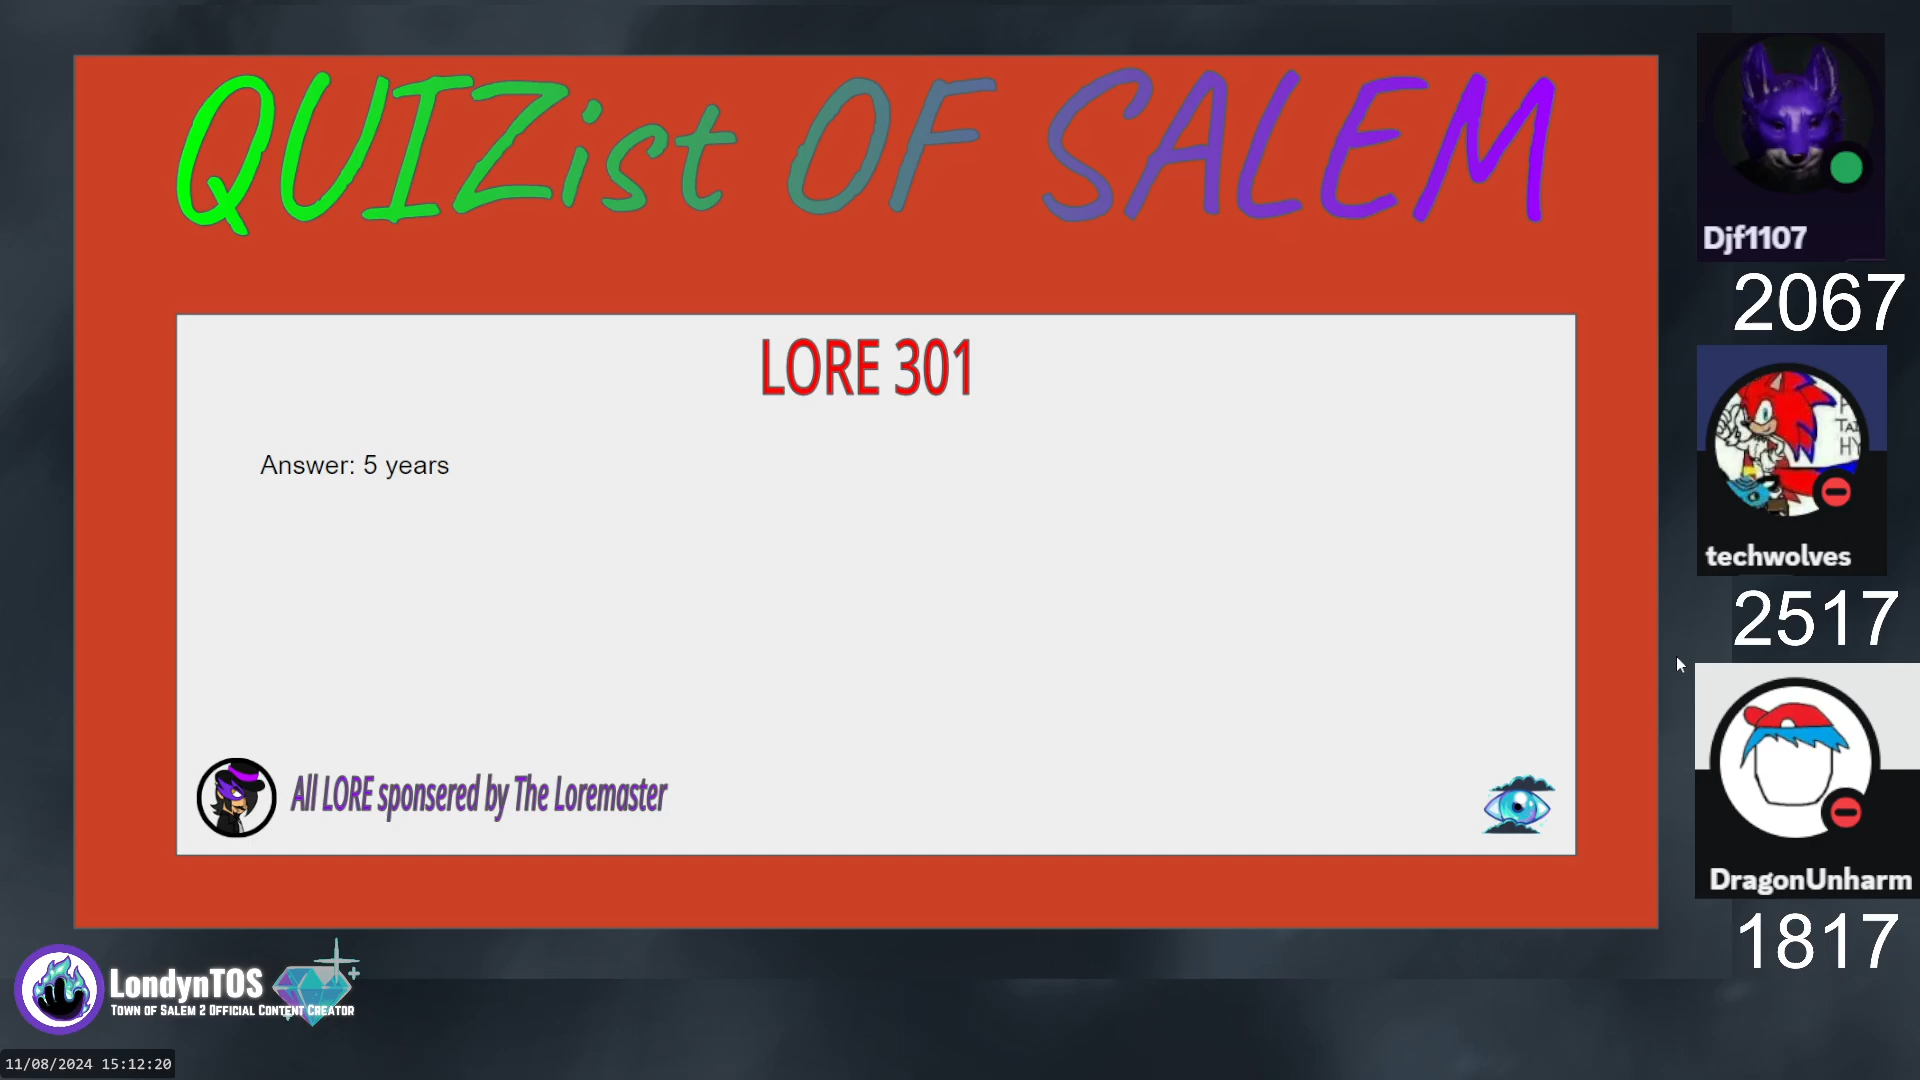 QUIZist OF SALEM
LORE 301
Answer: 5 years
All LORE sponsered by The Loremaster
Djf1107
2067
techwolves
2517
DragonUnharm
1817
LondynTOS
TOWN OF SALEM 2 OFFICIAL CONTENT CREATOR
11/08/2024 15:12:20